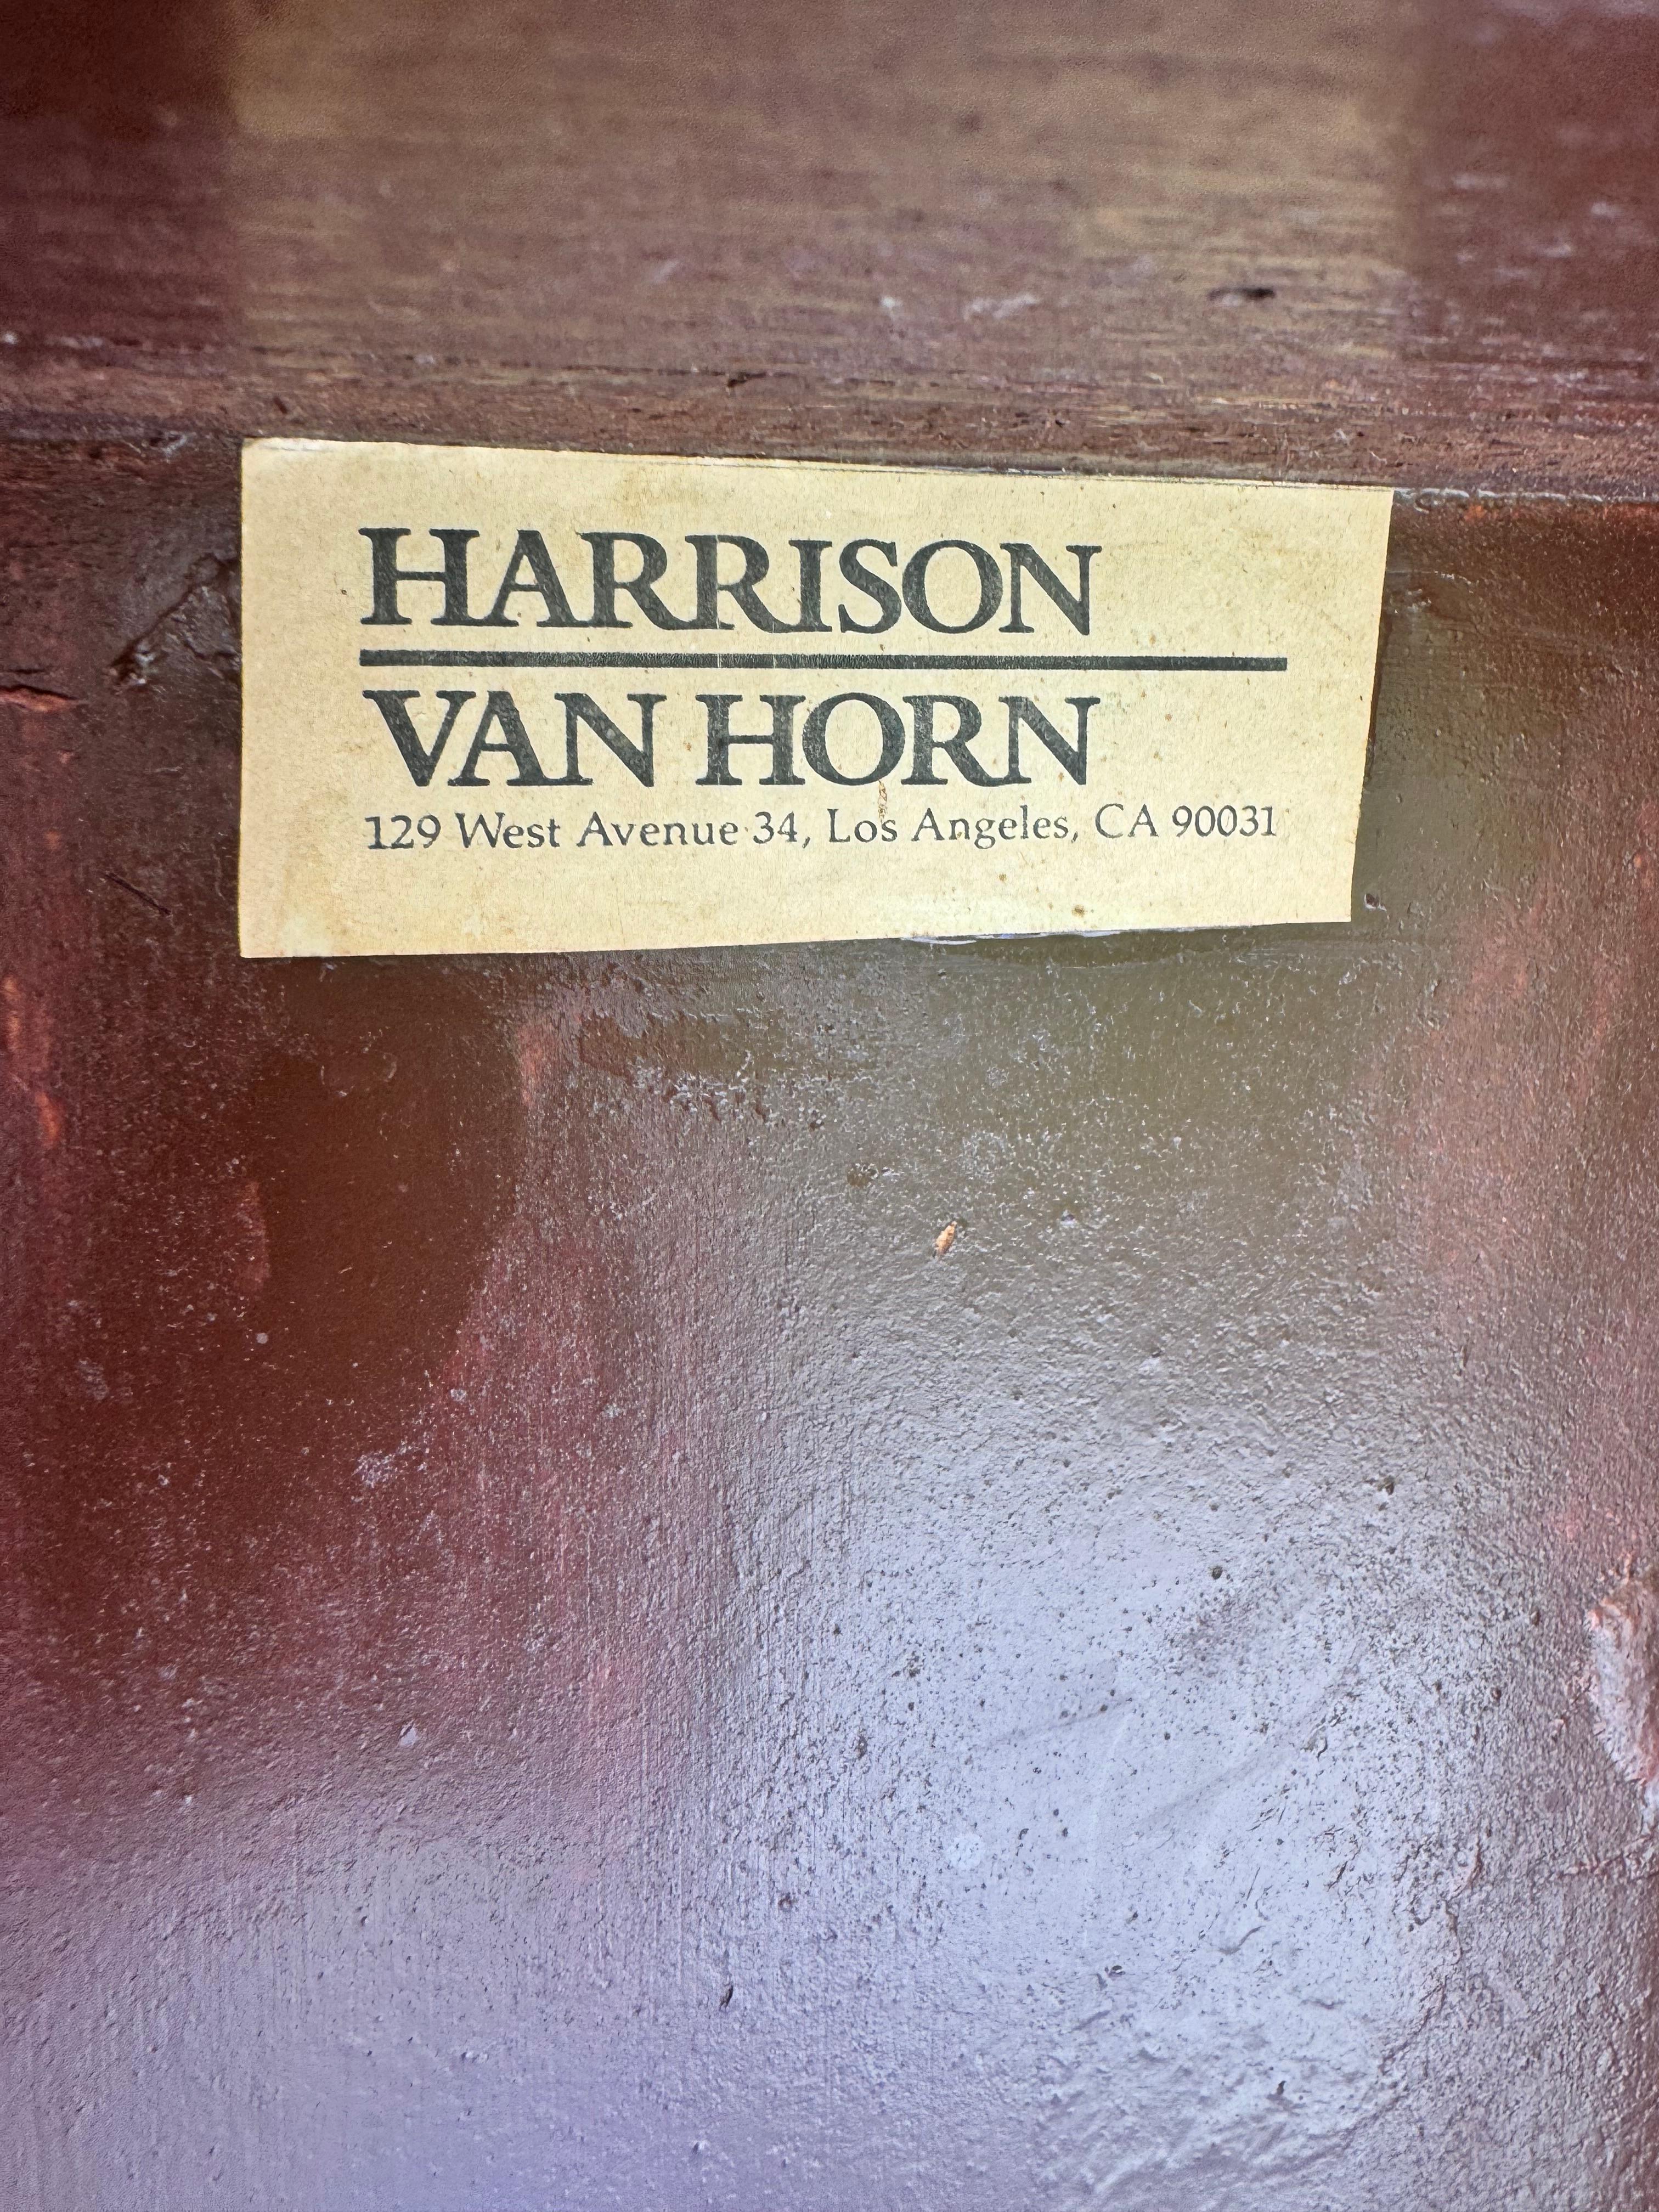 HARRISON
VAN HORN
129 West Avenue 34, Los Angeles, CA 90031